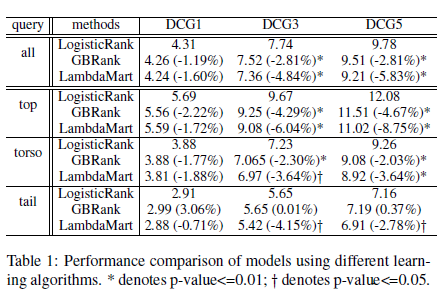 query methods DCG1 DCG3 DCG5
all LogisticRank 4.31 7.74 9.78
GBRank 4.26 (-1.19%) 7.52 (-2.81%)* 9.51 (-2.81%)*
LambdaMart 4.24 (-1.60%) 7.36 (-4.84%)* 9.21 (-5.83%)*
top LogisticRank 5.69 9.67 12.08
GBRank 5.56 (-2.22%) 9.25 (-4.29%)* 11.51 (-4.67%)*
LambdaMart 5.59 (-1.72%) 9.08 (-6.04%)* 11.02 (-8.75%)*
torso LogisticRank 3.88 7.23 9.26
GBRank 3.88 (-1.77%) 7.065 (-2.30%)* 9.08 (-2.03%)*
LambdaMart 3.81 (-1.88%) 6.97 (-3.64%)† 8.92 (-3.64%)*
tail LogisticRank 2.91 5.65 7.16
GBRank 2.99 (3.06%) 5.65 (0.01%) 7.19 (0.37%)
LambdaMart 2.88 (-0.71%) 5.42 (-4.15%)† 6.91 (-2.78%)†
Table 1: Performance comparison of models using different learn-
ing algorithms. * denotes p-value<=0.01; † denotes p-value<=0.05.